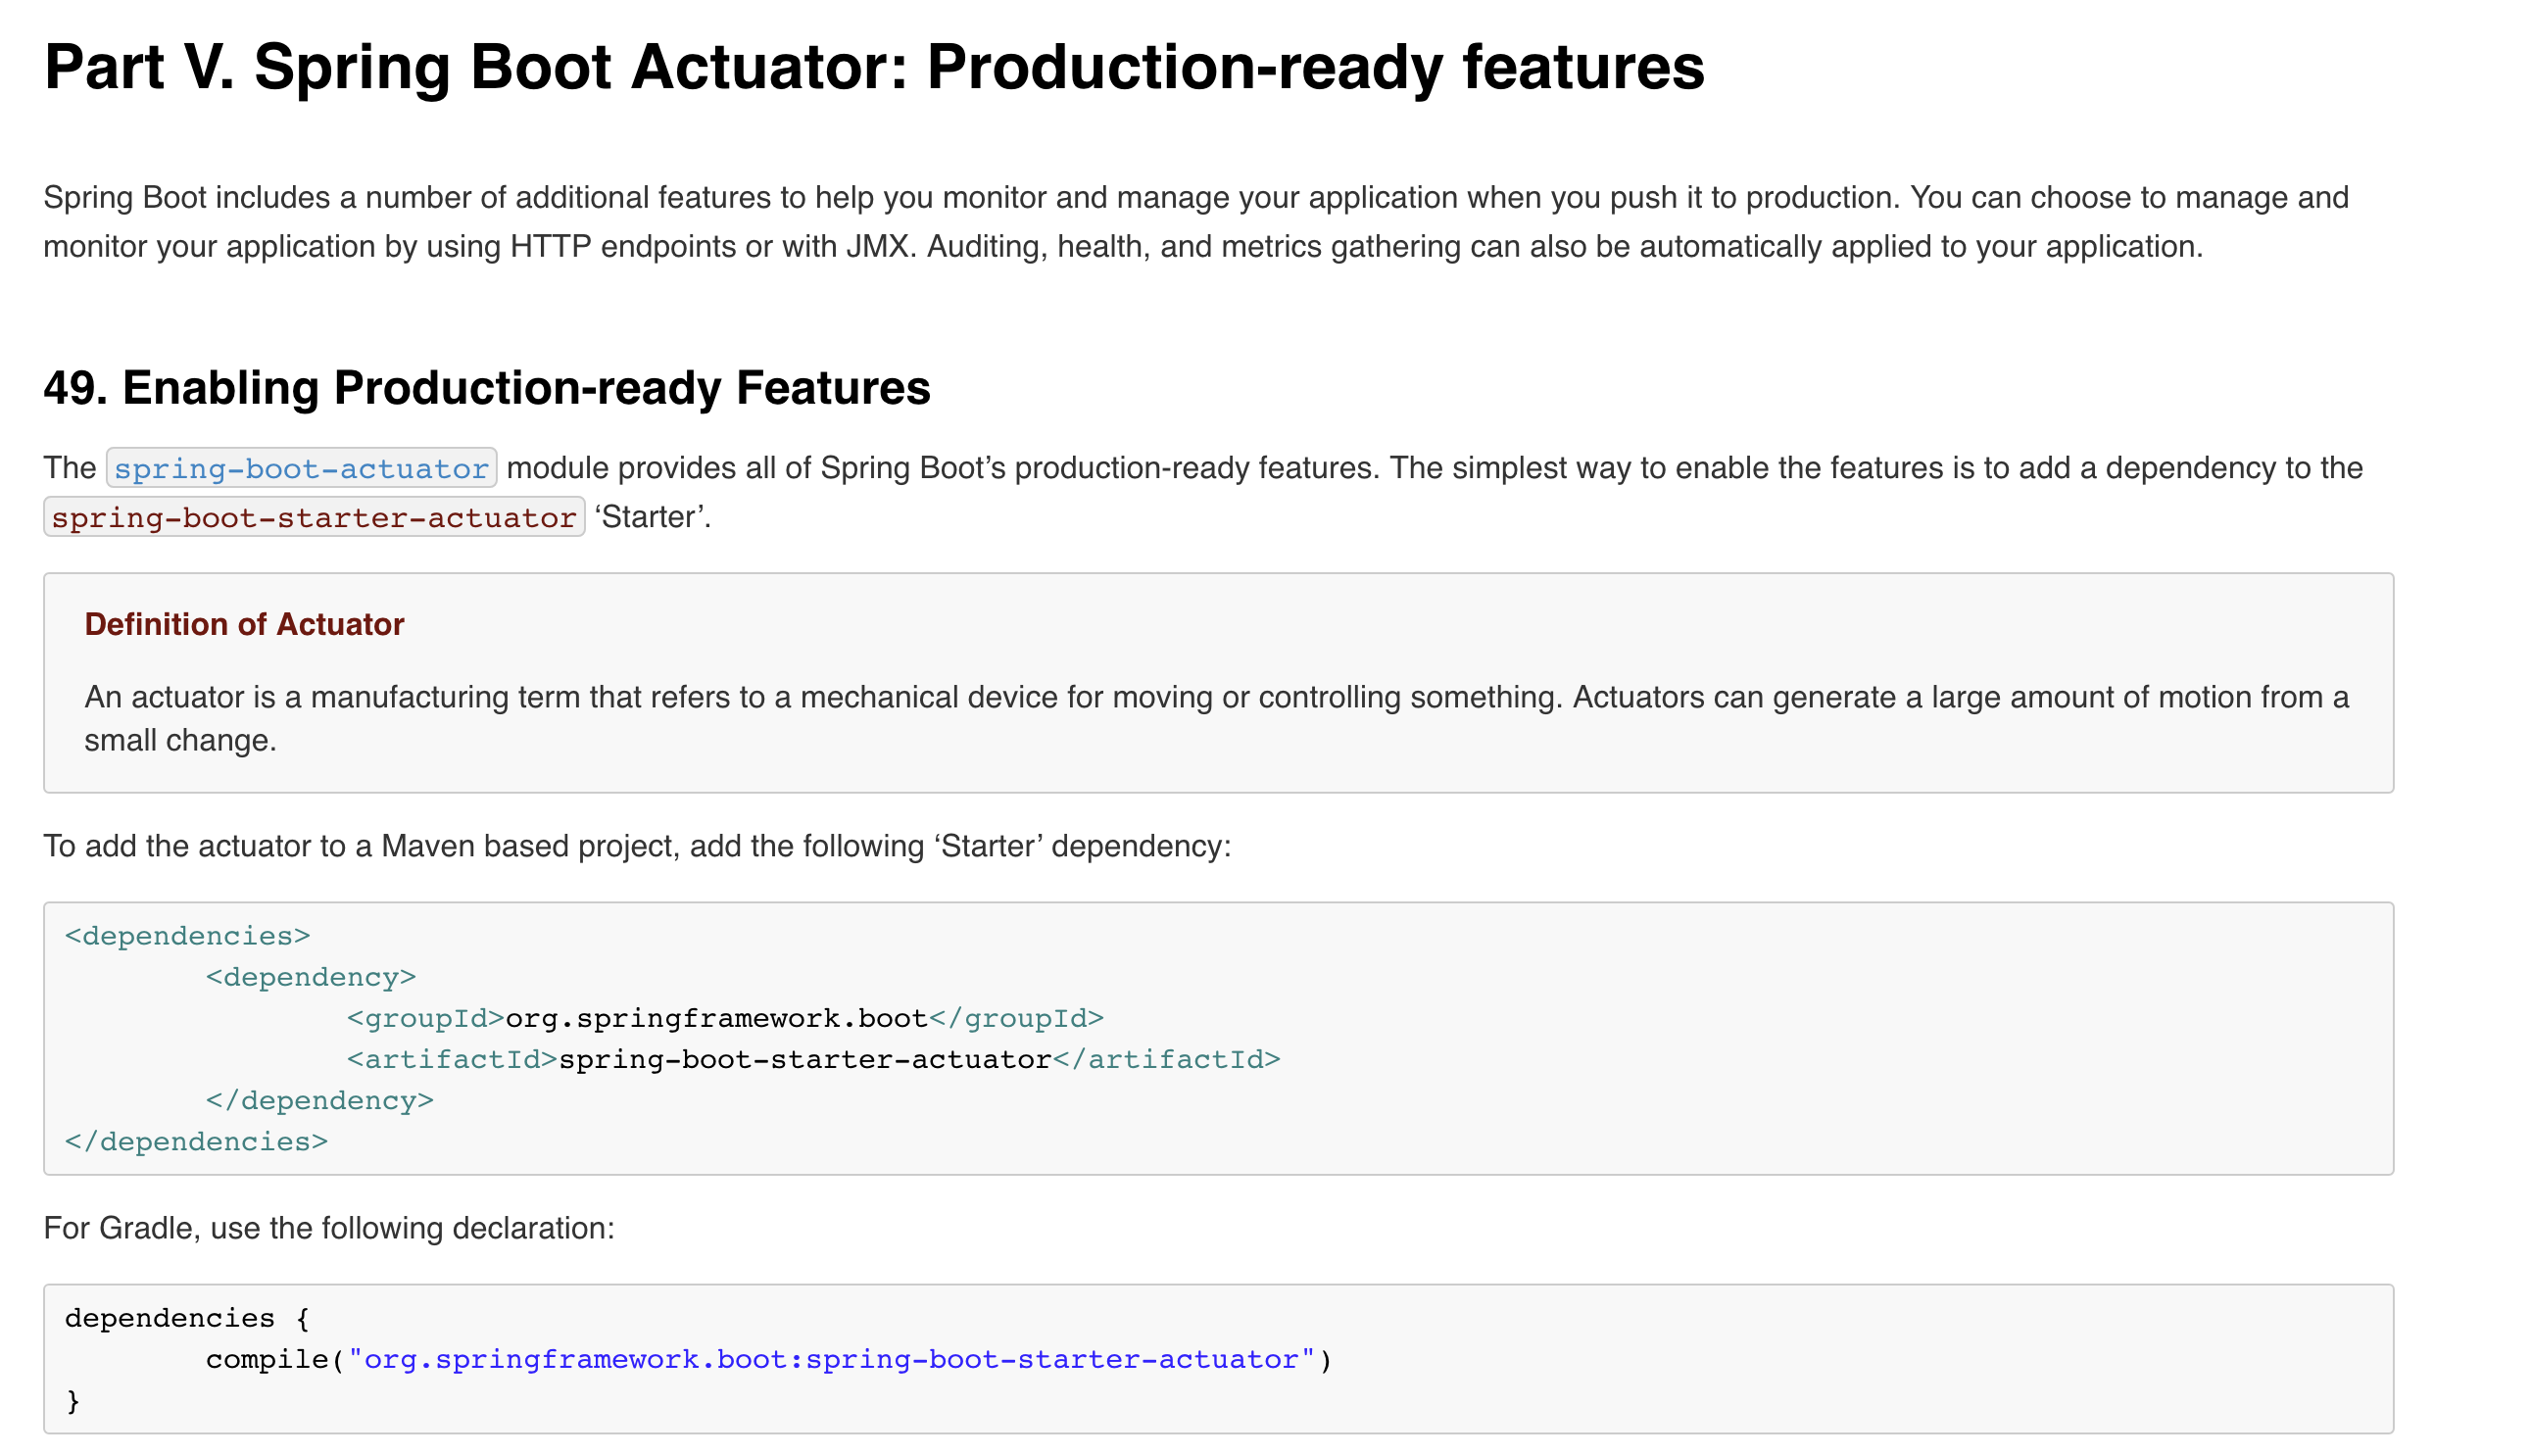 Part V. Spring Boot Actuator: Production-ready features
Spring Boot includes a number of additional features to help you monitor and manage your application when you push it to production. You can choose to manage and
monitor your application by using HTTP endpoints or with JMX. Auditing, health, and metrics gathering can also be automatically applied to your application.
49. Enabling Production-ready Features
The spring-boot-actuator module provides all of Spring Boot’s production-ready features. The simplest way to enable the features is to add a dependency to the
spring-boot-starter-actuator ‘Starter’.
Definition of Actuator
An actuator is a manufacturing term that refers to a mechanical device for moving or controlling something. Actuators can generate a large amount of motion from a
small change.
To add the actuator to a Maven based project, add the following ‘Starter’ dependency:
<dependencies>
        <dependency>
                <groupId>org.springframework.boot</groupId>
                <artifactId>spring-boot-starter-actuator</artifactId>
        </dependency>
</dependencies>
For Gradle, use the following declaration:
dependencies {
        compile("org.springframework.boot:spring-boot-starter-actuator")
}